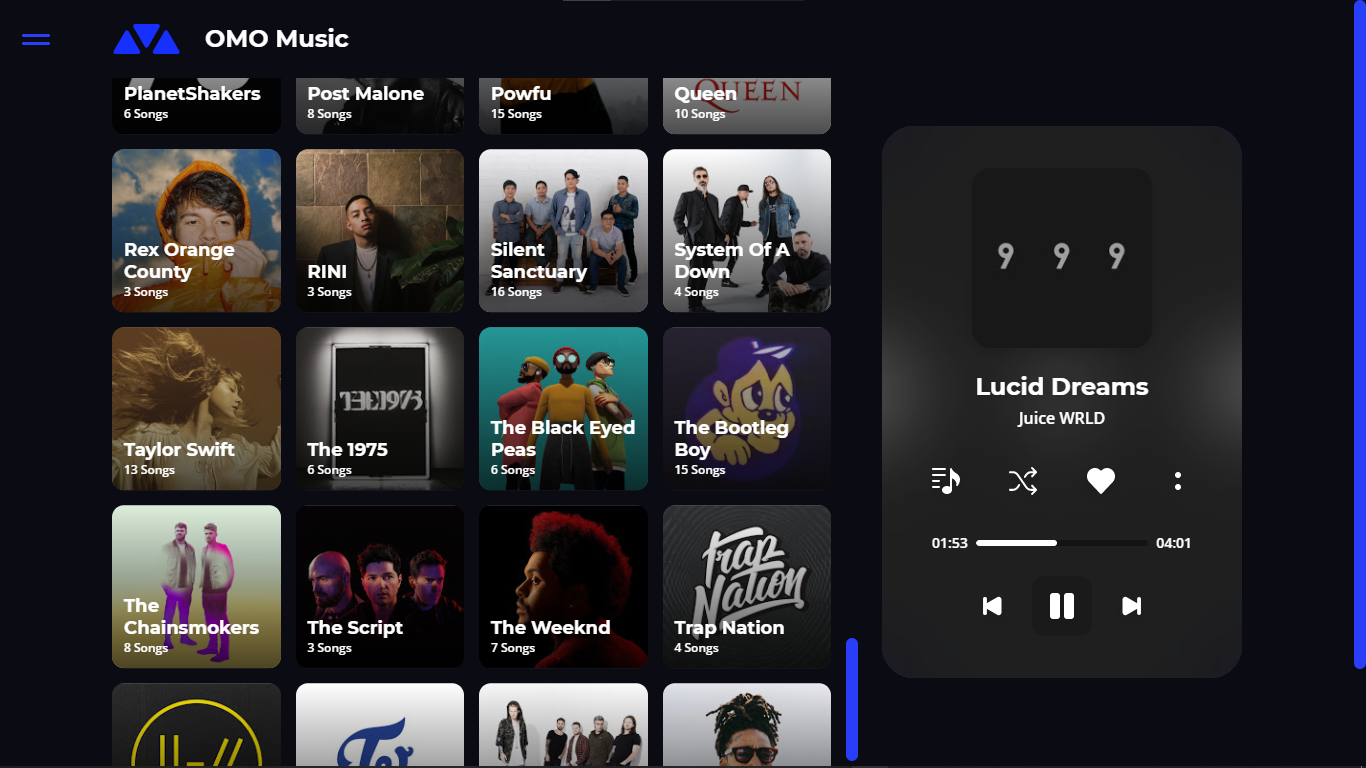 OMO Music
PlanetShakers
6 Songs
Post Malone
8 Songs
Powfu
15 Songs
QUEEN
Queen
10 Songs
Rex Orange
County
3 Songs
RINI
3 Songs
Silent
Sanctuary
16 Songs
System Of A
Down
4 Songs
Taylor Swift
13 Songs
The 1975
6 Songs
The Black Eyed
Peas
6 Songs
The Bootleg
Boy
15 Songs
The
Chainsmokers
8 Songs
The Script
3 Songs
The Weeknd
7 Songs
Trap Nation
Trap Nation
4 Songs
9 9 9
Lucid Dreams
Juice WRLD
01:53
04:01